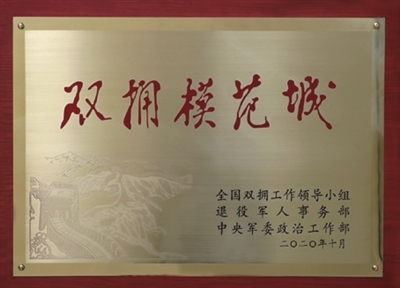 双拥模范城
全国双拥工作领导小组
退役军人事务部
中央军委政治工作部
二〇二〇年十月